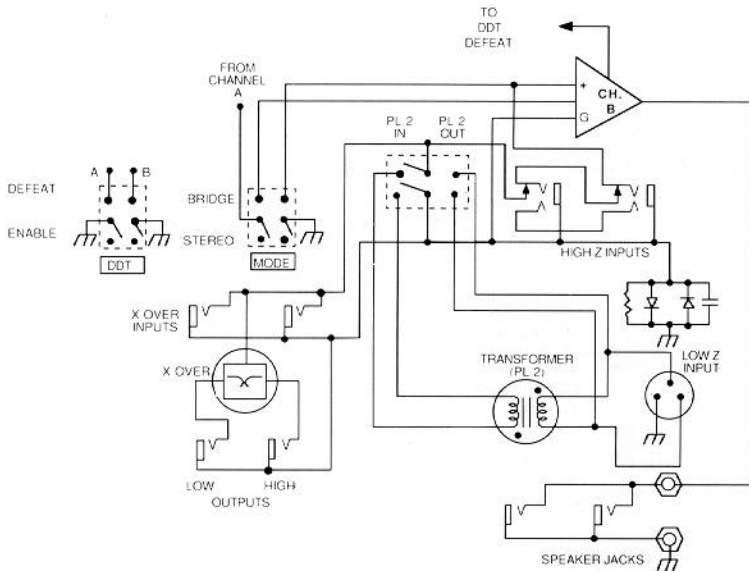 TO
DDT
DEFEAT
FROM
CHANNEL
A
+
CH.
B
G
PL 2
IN
PL 2
OUT
A
B
DEFEAT
ENABLE
DDT
BRIDGE
STEREO
MODE
HIGH Z INPUTS
X OVER
INPUTS
X OVER
TRANSFORMER
(PL 2)
LOW Z
INPUT
LOW
HIGH
OUTPUTS
SPEAKER JACKS